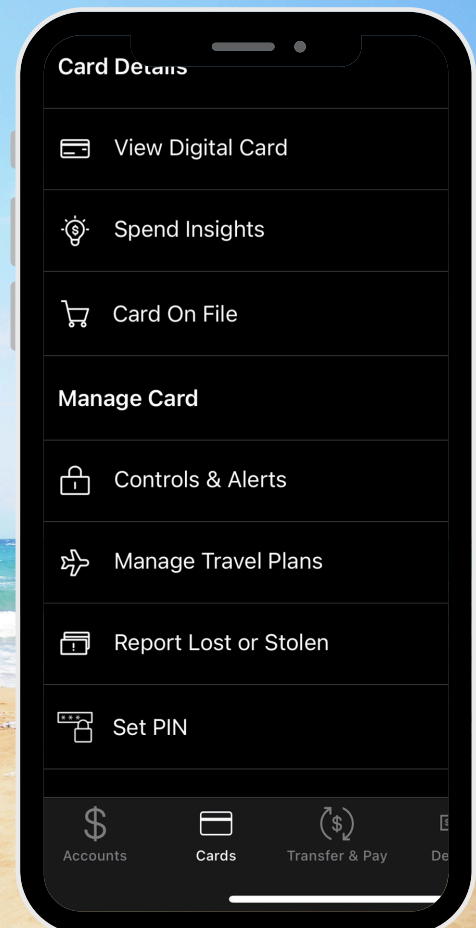 Card Details
View Digital Card
Spend Insights
Card On File
Manage Card
Controls & Alerts
Manage Travel Plans
Report Lost or Stolen
Set PIN
Accounts
Cards
Transfer & Pay
De